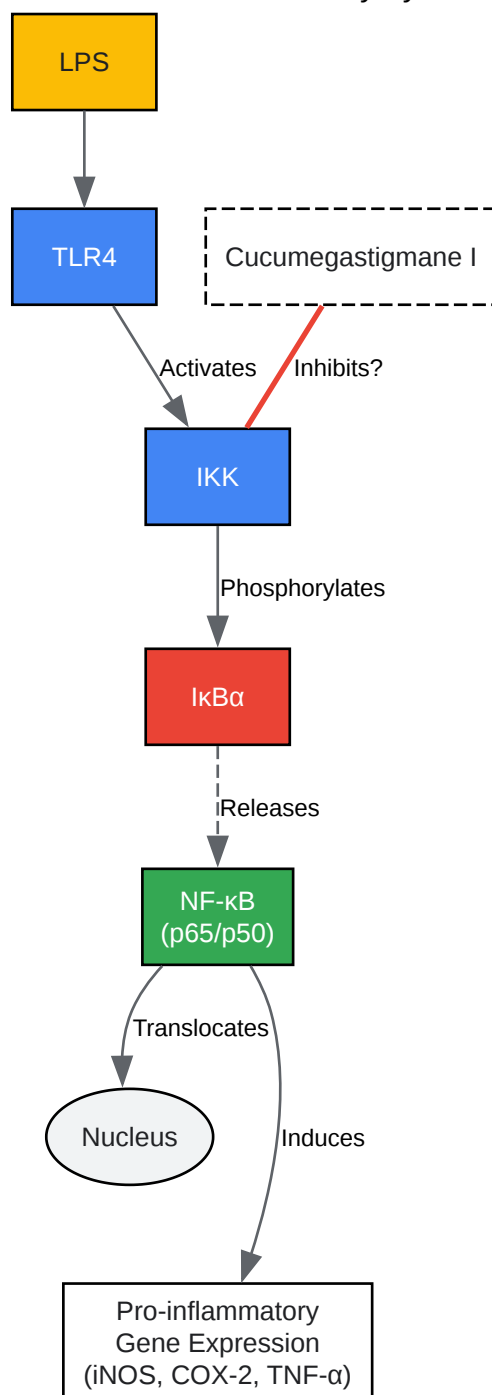 LPS
TLR4
Cucumegastigmane I
Activates
Inhibits?
IKK
Phosphorylates
IκBα
Releases
NF-κB
(p65/p50)
Translocates
Nucleus
Induces
Pro-inflammatory
Gene Expression
(iNOS, COX-2, TNF-α)